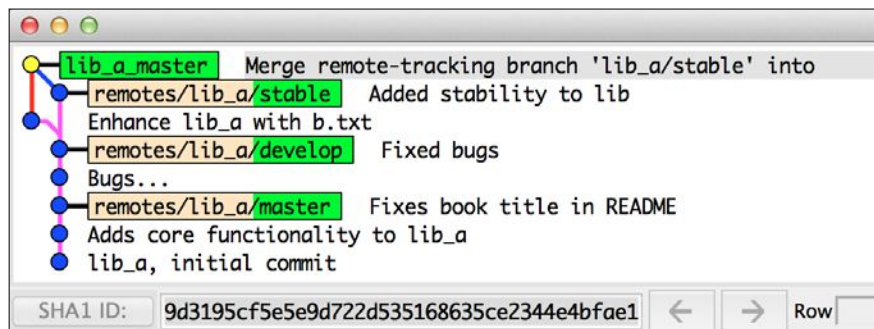 lib_a_master Merge remote-tracking branch 'lib_a/stable' into
remotes/lib_a/stable Added stability to lib
Enhance lib_a with b.txt
remotes/lib_a/develop Fixed bugs
Bugs...
remotes/lib_a/master Fixes book title in README
Adds core functionality to lib_a
lib_a, initial commit
SHA1 ID: 9d3195cf5e5e9d722d535168635ce2344e4bfae1 ← → Row